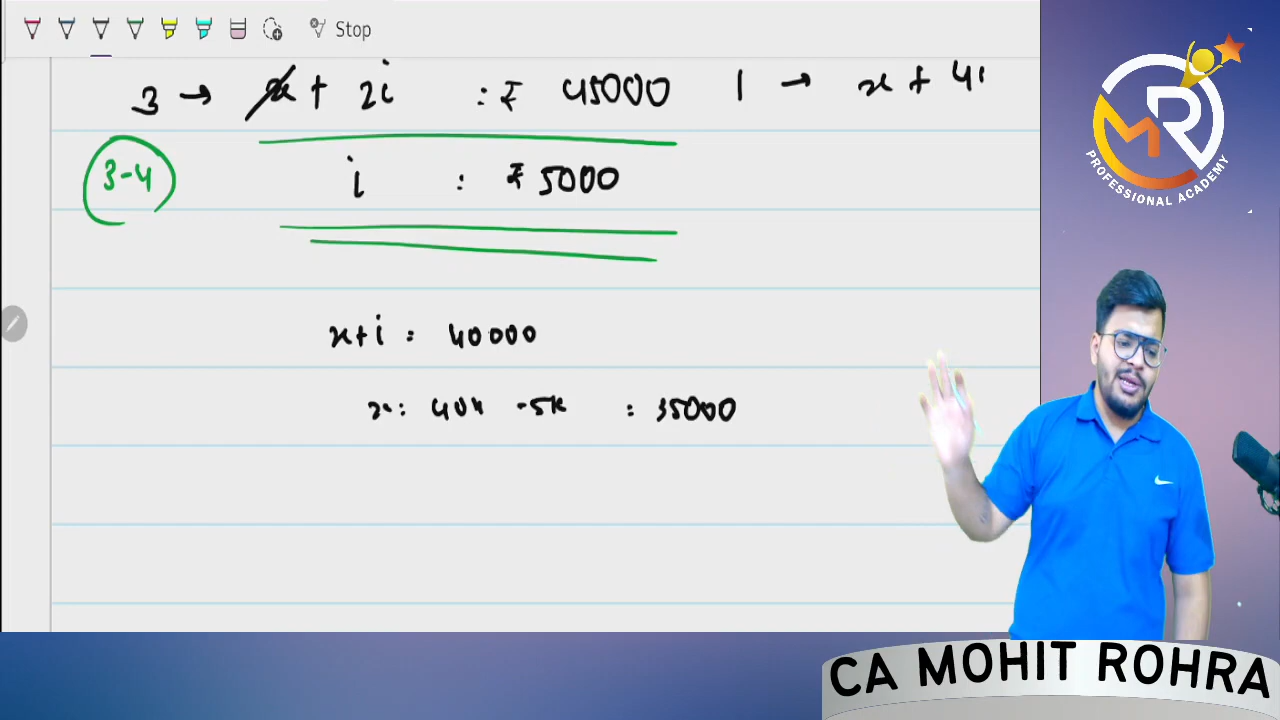 Stop
3 → x + 2i : ₹ 45000 1 → x + 4i
3-4 i : ₹ 5000
x+i : 40000
x: 40k -5k : 35000
MR
PROFESSIONAL ACADEMY
CA MOHIT ROHRA